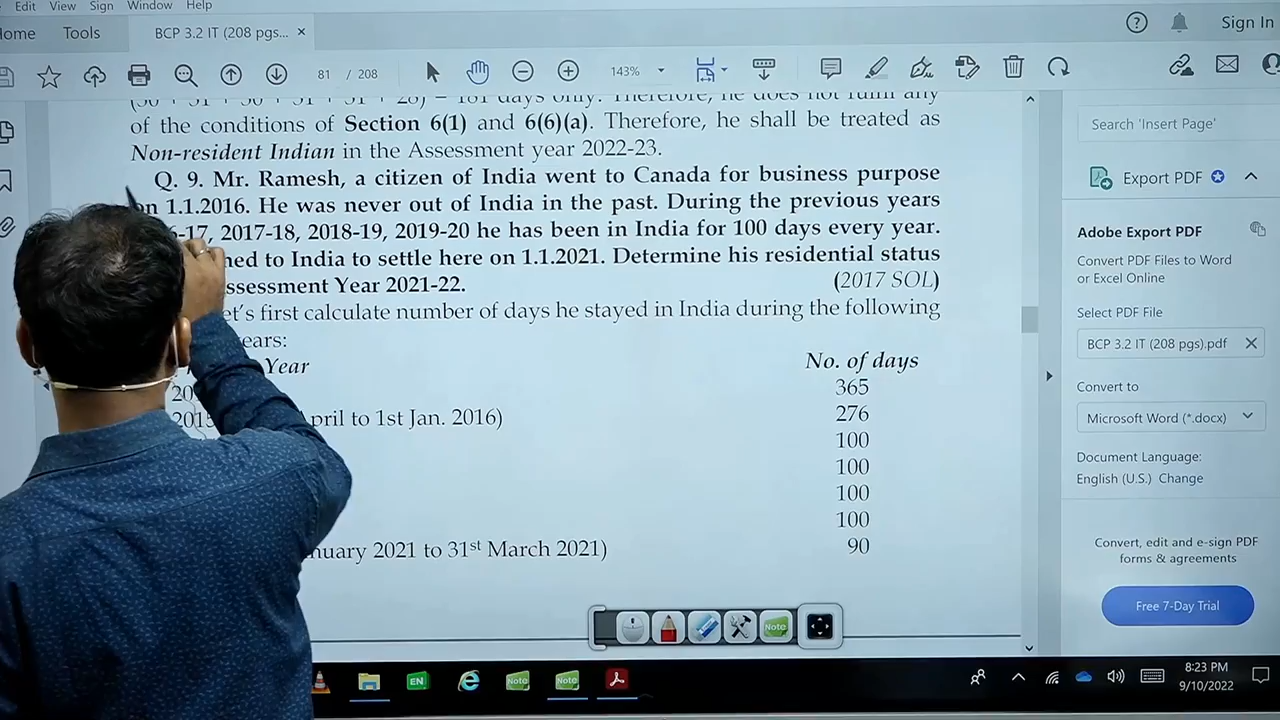 Edit View Sign Window Help
Home Tools BCP 3.2 IT (208 pgs... ×
Sign In
81 / 208 143%
of the conditions of Section 6(1) and 6(6)(a). Therefore, he shall be treated as
Non-resident Indian in the Assessment year 2022-23.
Q. 9. Mr. Ramesh, a citizen of India went to Canada for business purpose
on 1.1.2016. He was never out of India in the past. During the previous years
-17, 2017-18, 2018-19, 2019-20 he has been in India for 100 days every year.
ned to India to settle here on 1.1.2021. Determine his residential status
ssessment Year 2021-22. (2017 SOL)
et's first calculate number of days he stayed in India during the following
ears:
Year No. of days
20 365
2015 pril to 1st Jan. 2016) 276
100
100
100
100
nuary 2021 to 31st March 2021) 90
Search 'Insert Page'
Export PDF
Adobe Export PDF
Convert PDF Files to Word
or Excel Online
Select PDF File
BCP 3.2 IT (208 pgs).pdf ×
Convert to
Microsoft Word (*.docx)
Document Language:
English (U.S.) Change
Convert, edit and e-sign PDF
forms & agreements
Free 7-Day Trial
Note
EN Note Note
8:23 PM
9/10/2022